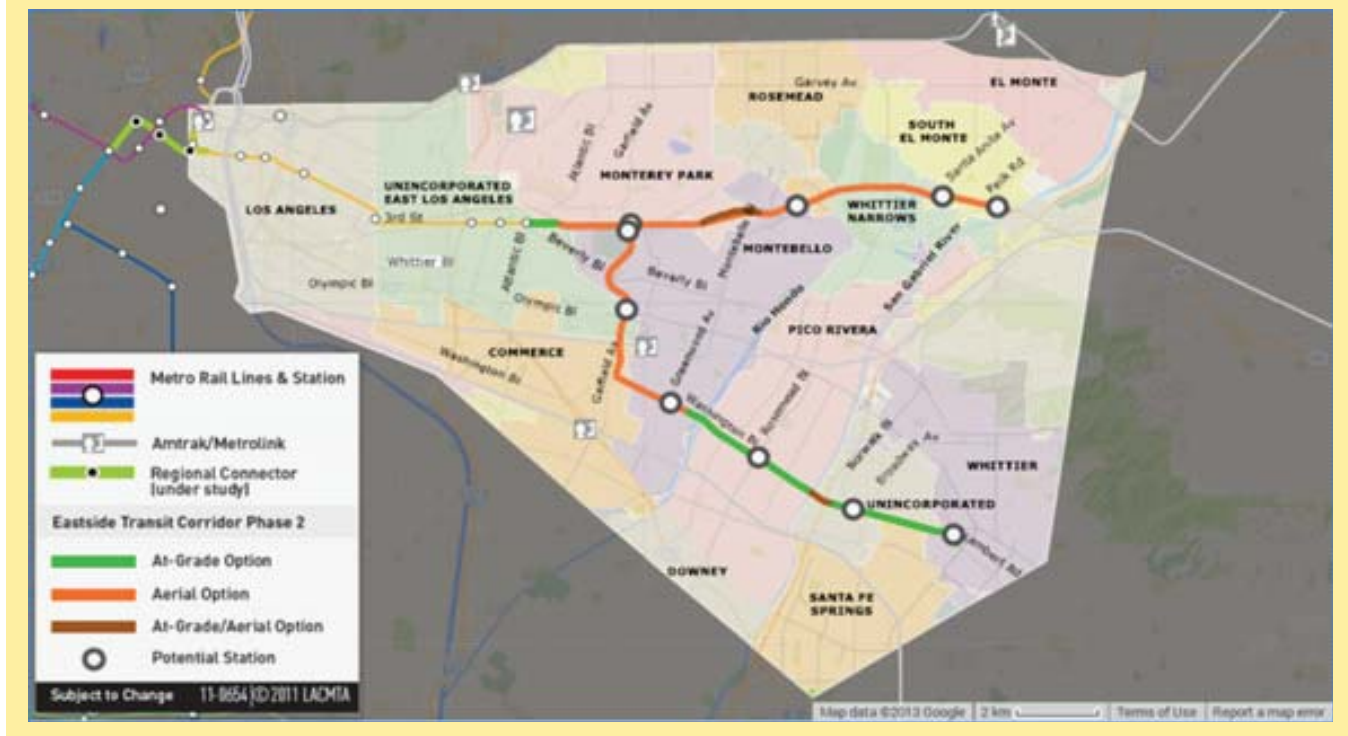 Garvey Av
ROSEMEAD
EL MONTE
SOUTH
EL MONTE
Santa Anita Av
Peck Rd
Atlantic Bl
Garfield Av
MONTEREY PARK
UNINCORPORATED
EAST LOS ANGELES
LOS ANGELES
3rd St
WHITTIER
NARROWS
Whittier Bl
Atlantic Bl
Beverly Bl
Beverly Bl
Montebello
MONTEBELLO
San Gabriel River
Olympic Bl
Olympic Bl
Rio Hondo
PICO RIVERA
COMMERCE
Washington Bl
Garfield Av
Greenwood Av
Washington Bl
Rosemead Bl
Norwalk Bl
Broadway Av
WHITTIER
UNINCORPORATED
Lambert Rd
DOWNEY
SANTA FE
SPRINGS
Metro Rail Lines & Station
Amtrak/Metrolink
Regional Connector
(under study)
Eastside Transit Corridor Phase 2
At-Grade Option
Aerial Option
At-Grade/Aerial Option
Potential Station
Subject to Change 11-0654 ©2011 LACMTA
Map data ©2013 Google 2 km Terms of Use Report a map error